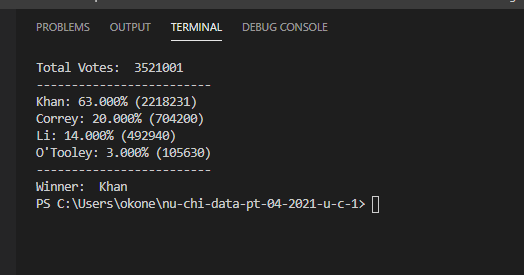 PROBLEMS OUTPUT TERMINAL DEBUG CONSOLE
Total Votes:  3521001
-------------------------
Khan: 63.000% (2218231)
Correy: 20.000% (704200)
Li: 14.000% (492940)
O'Tooley: 3.000% (105630)
-------------------------
Winner:  Khan
PS C:\Users\okone\nu-chi-data-pt-04-2021-u-c-1>